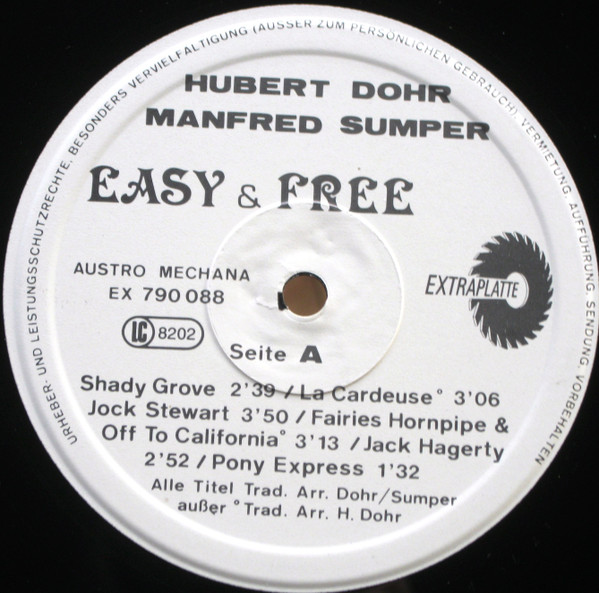 URHEBER- UND LEISTUNGSSCHUTZRECHTE, BESONDERS VERVIELFÄLTIGUNG (AUSSER ZUM PERSÖNLICHEN GEBRAUCH), VERMIETUNG, AUFFÜHRUNG, SENDUNG VORBEHALTEN
HUBERT DOHR
MANFRED SUMPER
EASY & FREE
AUSTRO MECHANA
EX 790 088
EXTRAPLATTE
LC 8202
Seite A
Shady Grove 2'39 / La Cardeuse° 3'06
Jock Stewart 3'50 / Fairies Hornpipe &
Off To California° 3'13 / Jack Hagerty
2'52 / Pony Express 1'32
Alle Titel Trad. Arr. Dohr/Sumper
außer °Trad. Arr. H. Dohr